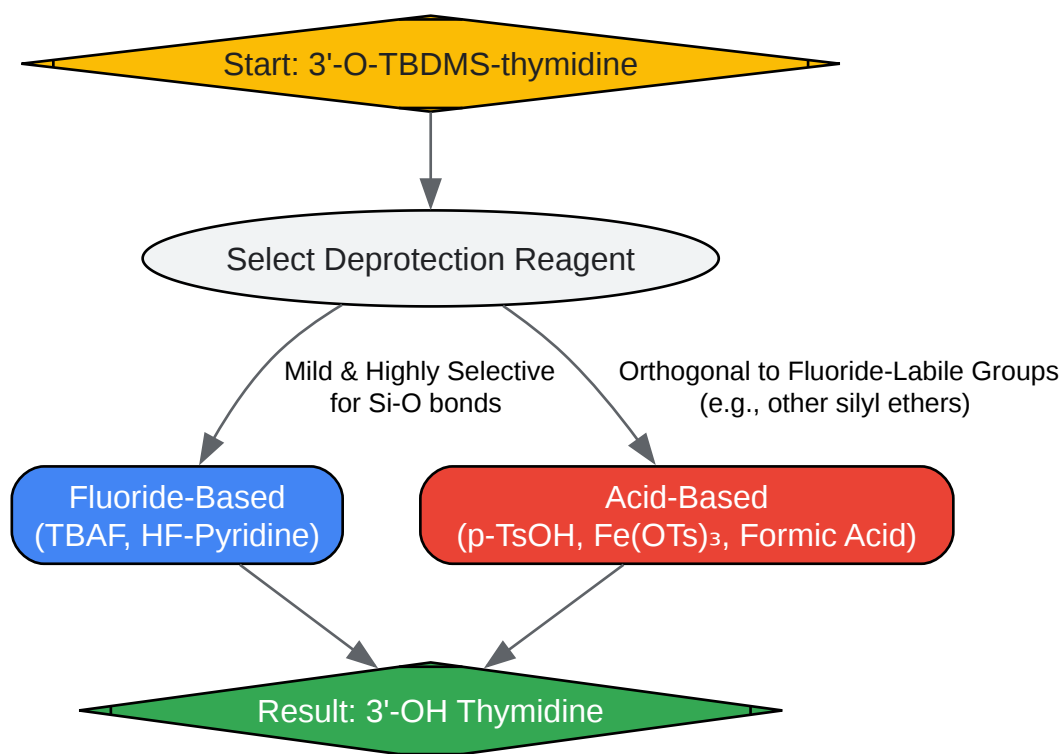 Start: 3'-O-TBDMS-thymidine
Select Deprotection Reagent
Mild & Highly Selective
for Si-O bonds
Orthogonal to Fluoride-Labile Groups
(e.g., other silyl ethers)
Fluoride-Based
(TBAF, HF-Pyridine)
Acid-Based
(p-TsOH, Fe(OTs)₃, Formic Acid)
Result: 3'-OH Thymidine